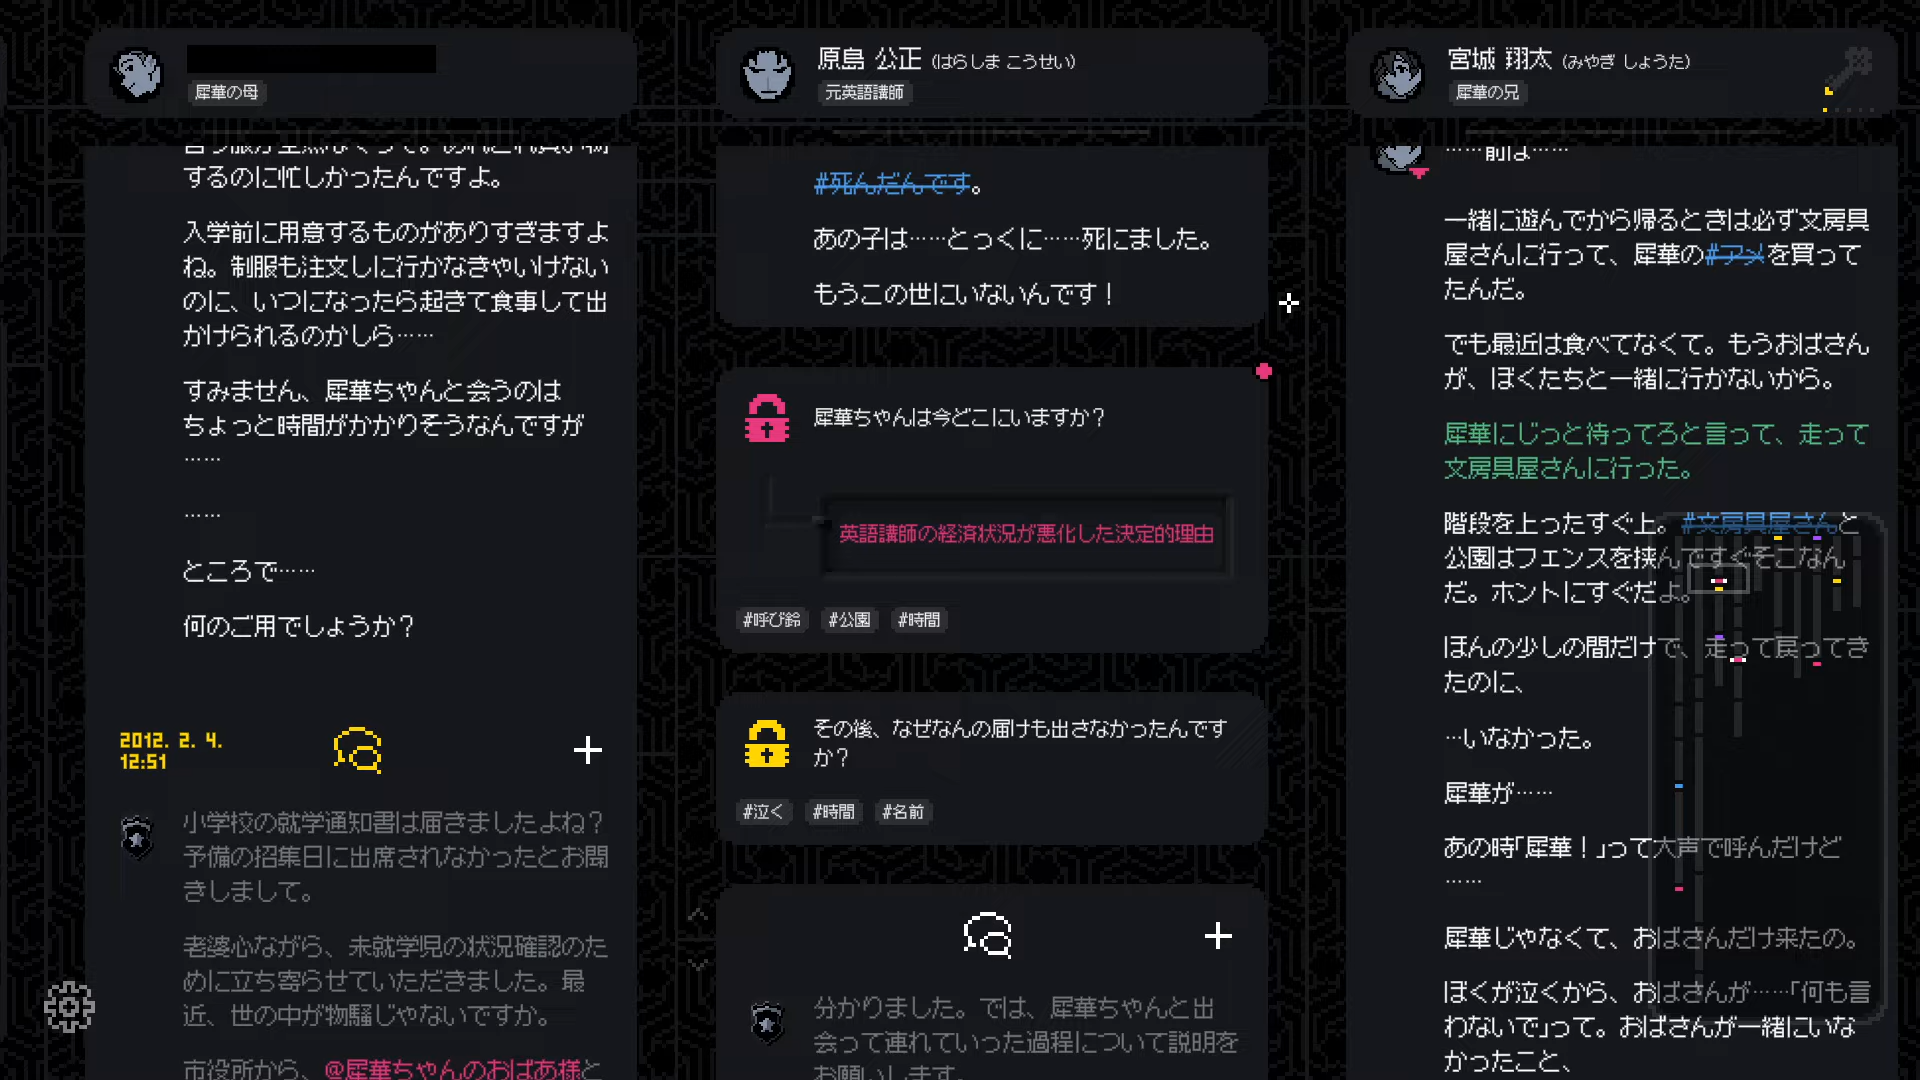 犀華の母
するのに忙しかったんですよ。
入学前に用意するものがありすぎますよ
ね。制服も注文しに行かなきゃいけない
のに、いつになったら起きて食事して出
かけられるのかしら……
すみません、犀華ちゃんと会うのは
ちょっと時間がかかりそうなんですが
……
……
ところで……
何のご用でしょうか？
2012. 2. 4.
12:51
小学校の就学通知書は届きましたよね？
予備の招集日に出席されなかったとお聞
きしまして。
老婆心ながら、未就学児の状況確認のた
めに立ち寄らせていただきました。最
近、世の中が物騒じゃないですか。
市役所から、@犀華ちゃんのおばあ様と
原島 公正 (はらしま こうせい)
元英語講師
#死んだんです。
あの子は……とっくに……死にました。
もうこの世にいないんです！
犀華ちゃんは今どこにいますか？
英語講師の経済状況が悪化した決定的理由
#呼び鈴 #公園 #時間
その後、なぜなんの届けも出さなかったんです
か？
#泣く #時間 #名前
分かりました。では、犀華ちゃんと出
会って連れていった過程について説明を
お願いします。
宮城 翔太 (みやぎ しょうた)
犀華の兄
……前は……
一緒に遊んでから帰るときは必ず文房具
屋さんに行って、犀華の#アメを買って
たんだ。
でも最近は食べてなくて。もうおばさん
が、ぼくたちと一緒に行かないから。
犀華にじっと待ってろと言って、走って
文房具屋さんに行った。
階段を上ったすぐ上。#文房具屋さんと
公園はフェンスを挟んですぐそこなん
だ。ホントにすぐだよ。
ほんの少しの間だけで、走って戻ってき
たのに、
…いなかった。
犀華が……
あの時「犀華！」って大声で呼んだけど
……
犀華じゃなくて、おばさんだけ来たの。
ぼくが泣くから、おばさんが……「何も言
わないで」って。おばさんが一緒にいな
かったこと、